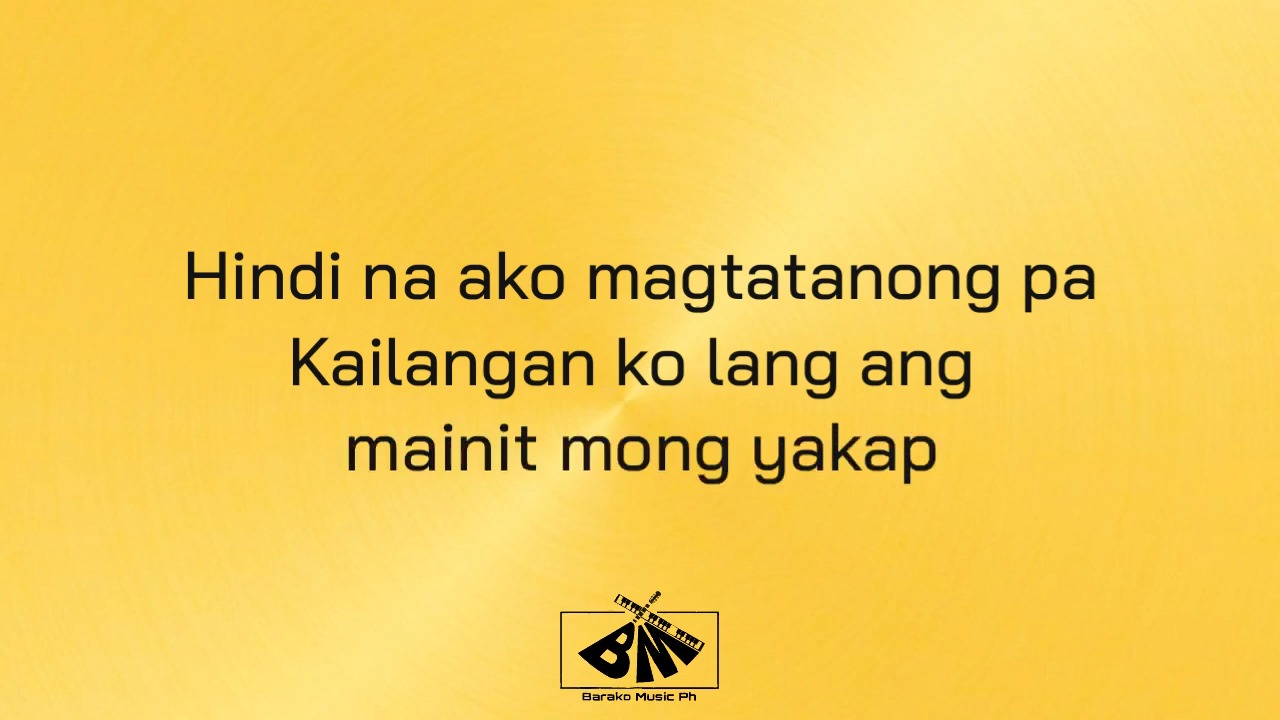 Hindi na ako magtatanong pa
Kailangan ko lang ang
mainit mong yakap
BM
Barako Music Ph